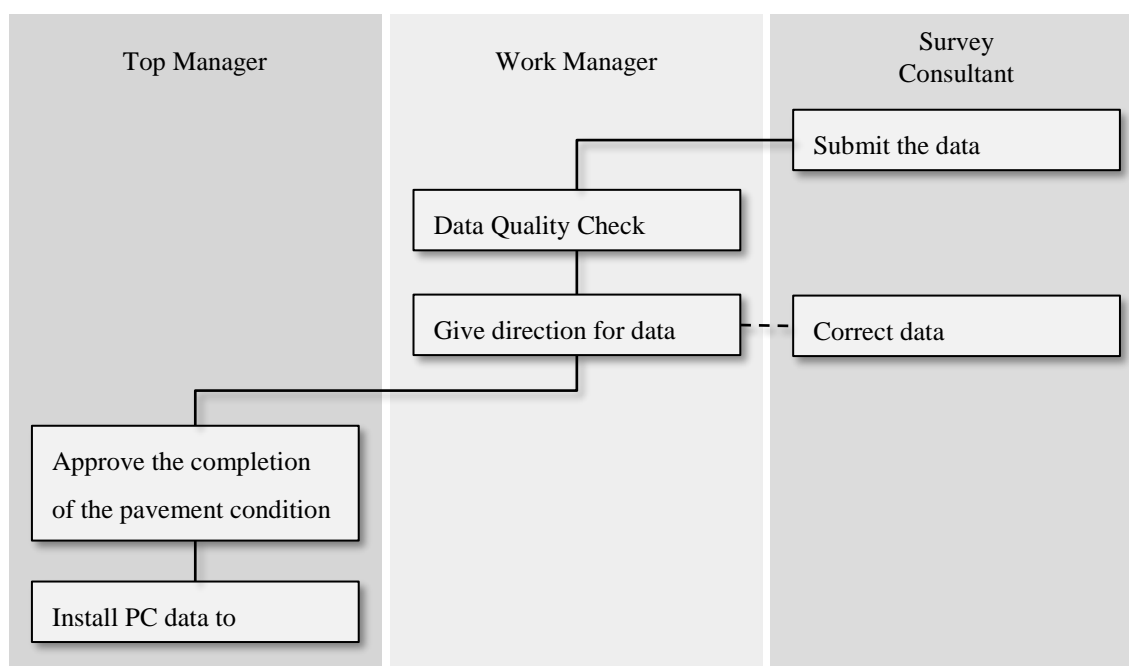 Top Manager
Work Manager
Survey
Consultant
Submit the data
Data Quality Check
Give direction for data
Correct data
Approve the completion
of the pavement condition
Install PC data to